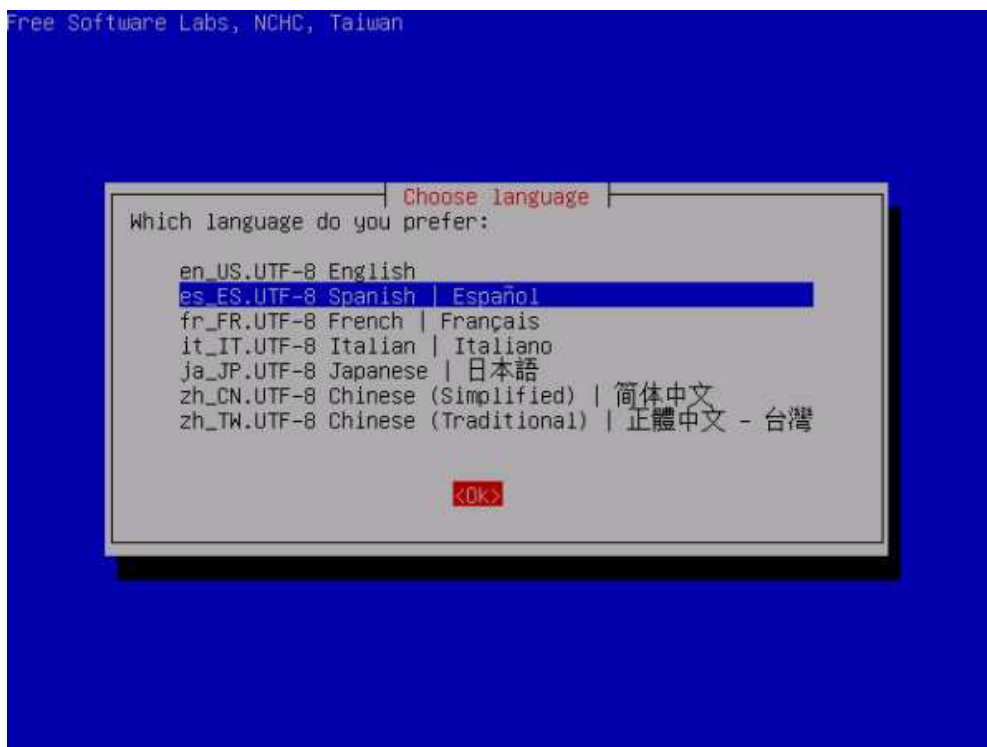 Free Software Labs, NCHC, Taiwan
Choose language
Which language do you prefer:
en_US.UTF-8 English
es_ES.UTF-8 Spanish | Español
fr_FR.UTF-8 French | Français
it_IT.UTF-8 Italian | Italiano
ja_JP.UTF-8 Japanese | 日本語
zh_CN.UTF-8 Chinese (Simplified) | 简体中文
zh_TW.UTF-8 Chinese (Traditional) | 正體中文 - 台灣
<Ok>